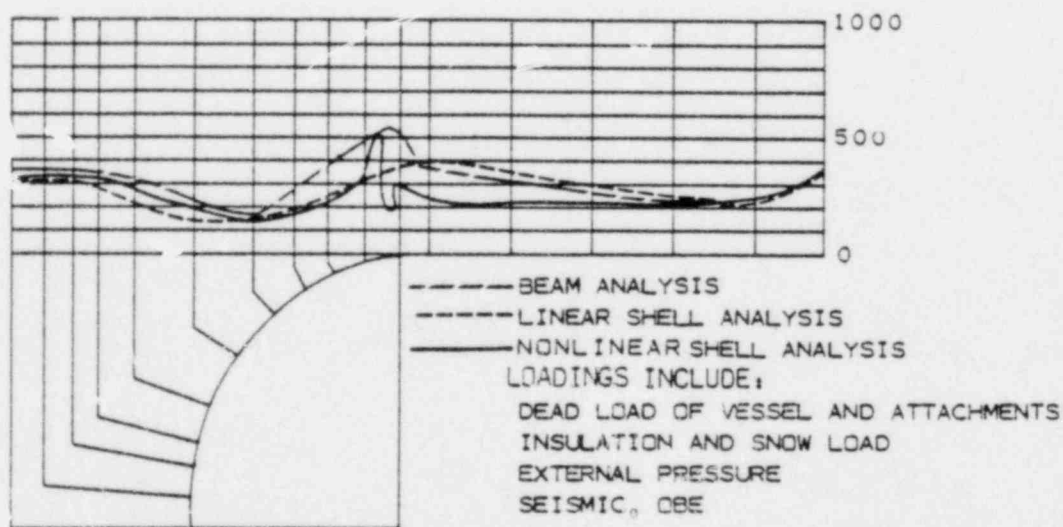 1000
500
0
BEAM ANALYSIS
LINEAR SHELL ANALYSIS
NONLINEAR SHELL ANALYSIS
LOADINGS INCLUDE:
DEAD LOAD OF VESSEL AND ATTACHMENTS
INSULATION AND SNOW LOAD
EXTERNAL PRESSURE
SEISMIC, OBE